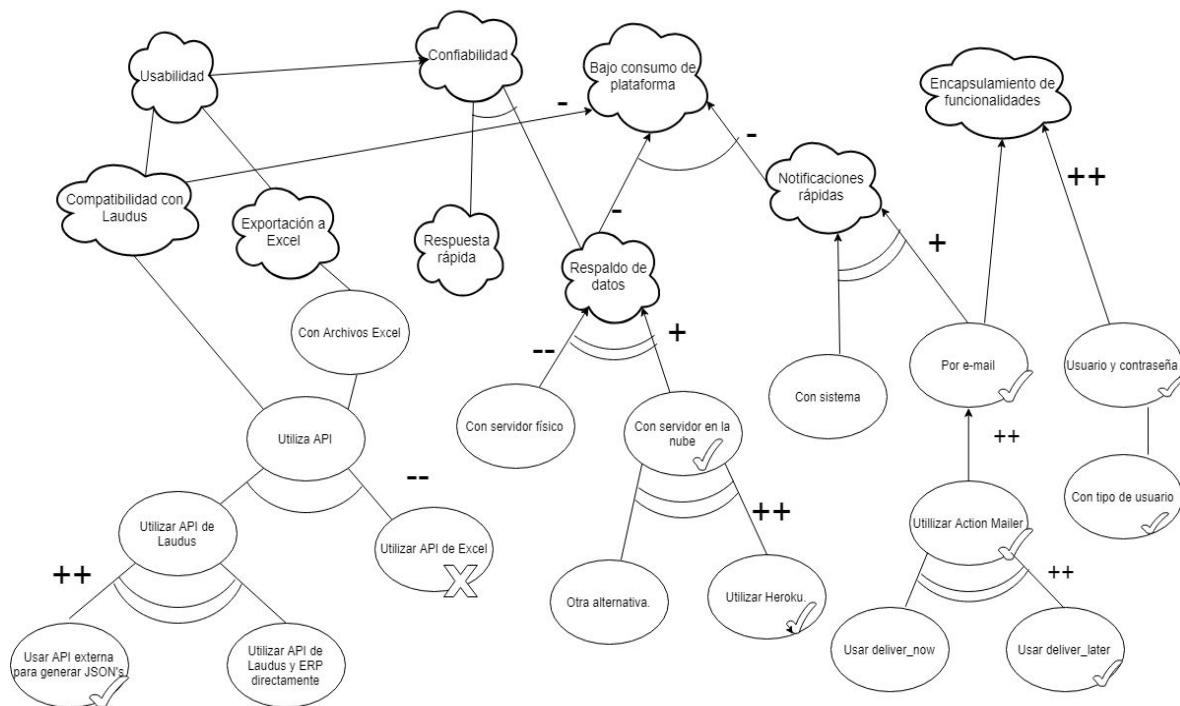 Usabilidad
Confiabilidad
Bajo consumo de
plataforma
Encapsulamiento de
funcionalidades
-
-
++
Compatibilidad con
Laudus
Exportación a
Excel
Respuesta
rápida
-
Notificaciones
rápidas
+
Respaldo de
datos
Con Archivos Excel
--
+
Por e-mail
Usuario y contraseña
Con sistema
Utiliza API
Con servidor físico
Con servidor en la
nube
++
--
Con tipo de usuario
Utilizar API de
Laudus
Utilizar API de Excel
++
Utillizar Action Mailer
++
++
Otra alternativa.
Utilizar Heroku.
Usar API externa
para generar JSON's
Utilizar API de
Laudus y ERP
directamente
Usar deliver_now
Usar deliver_later